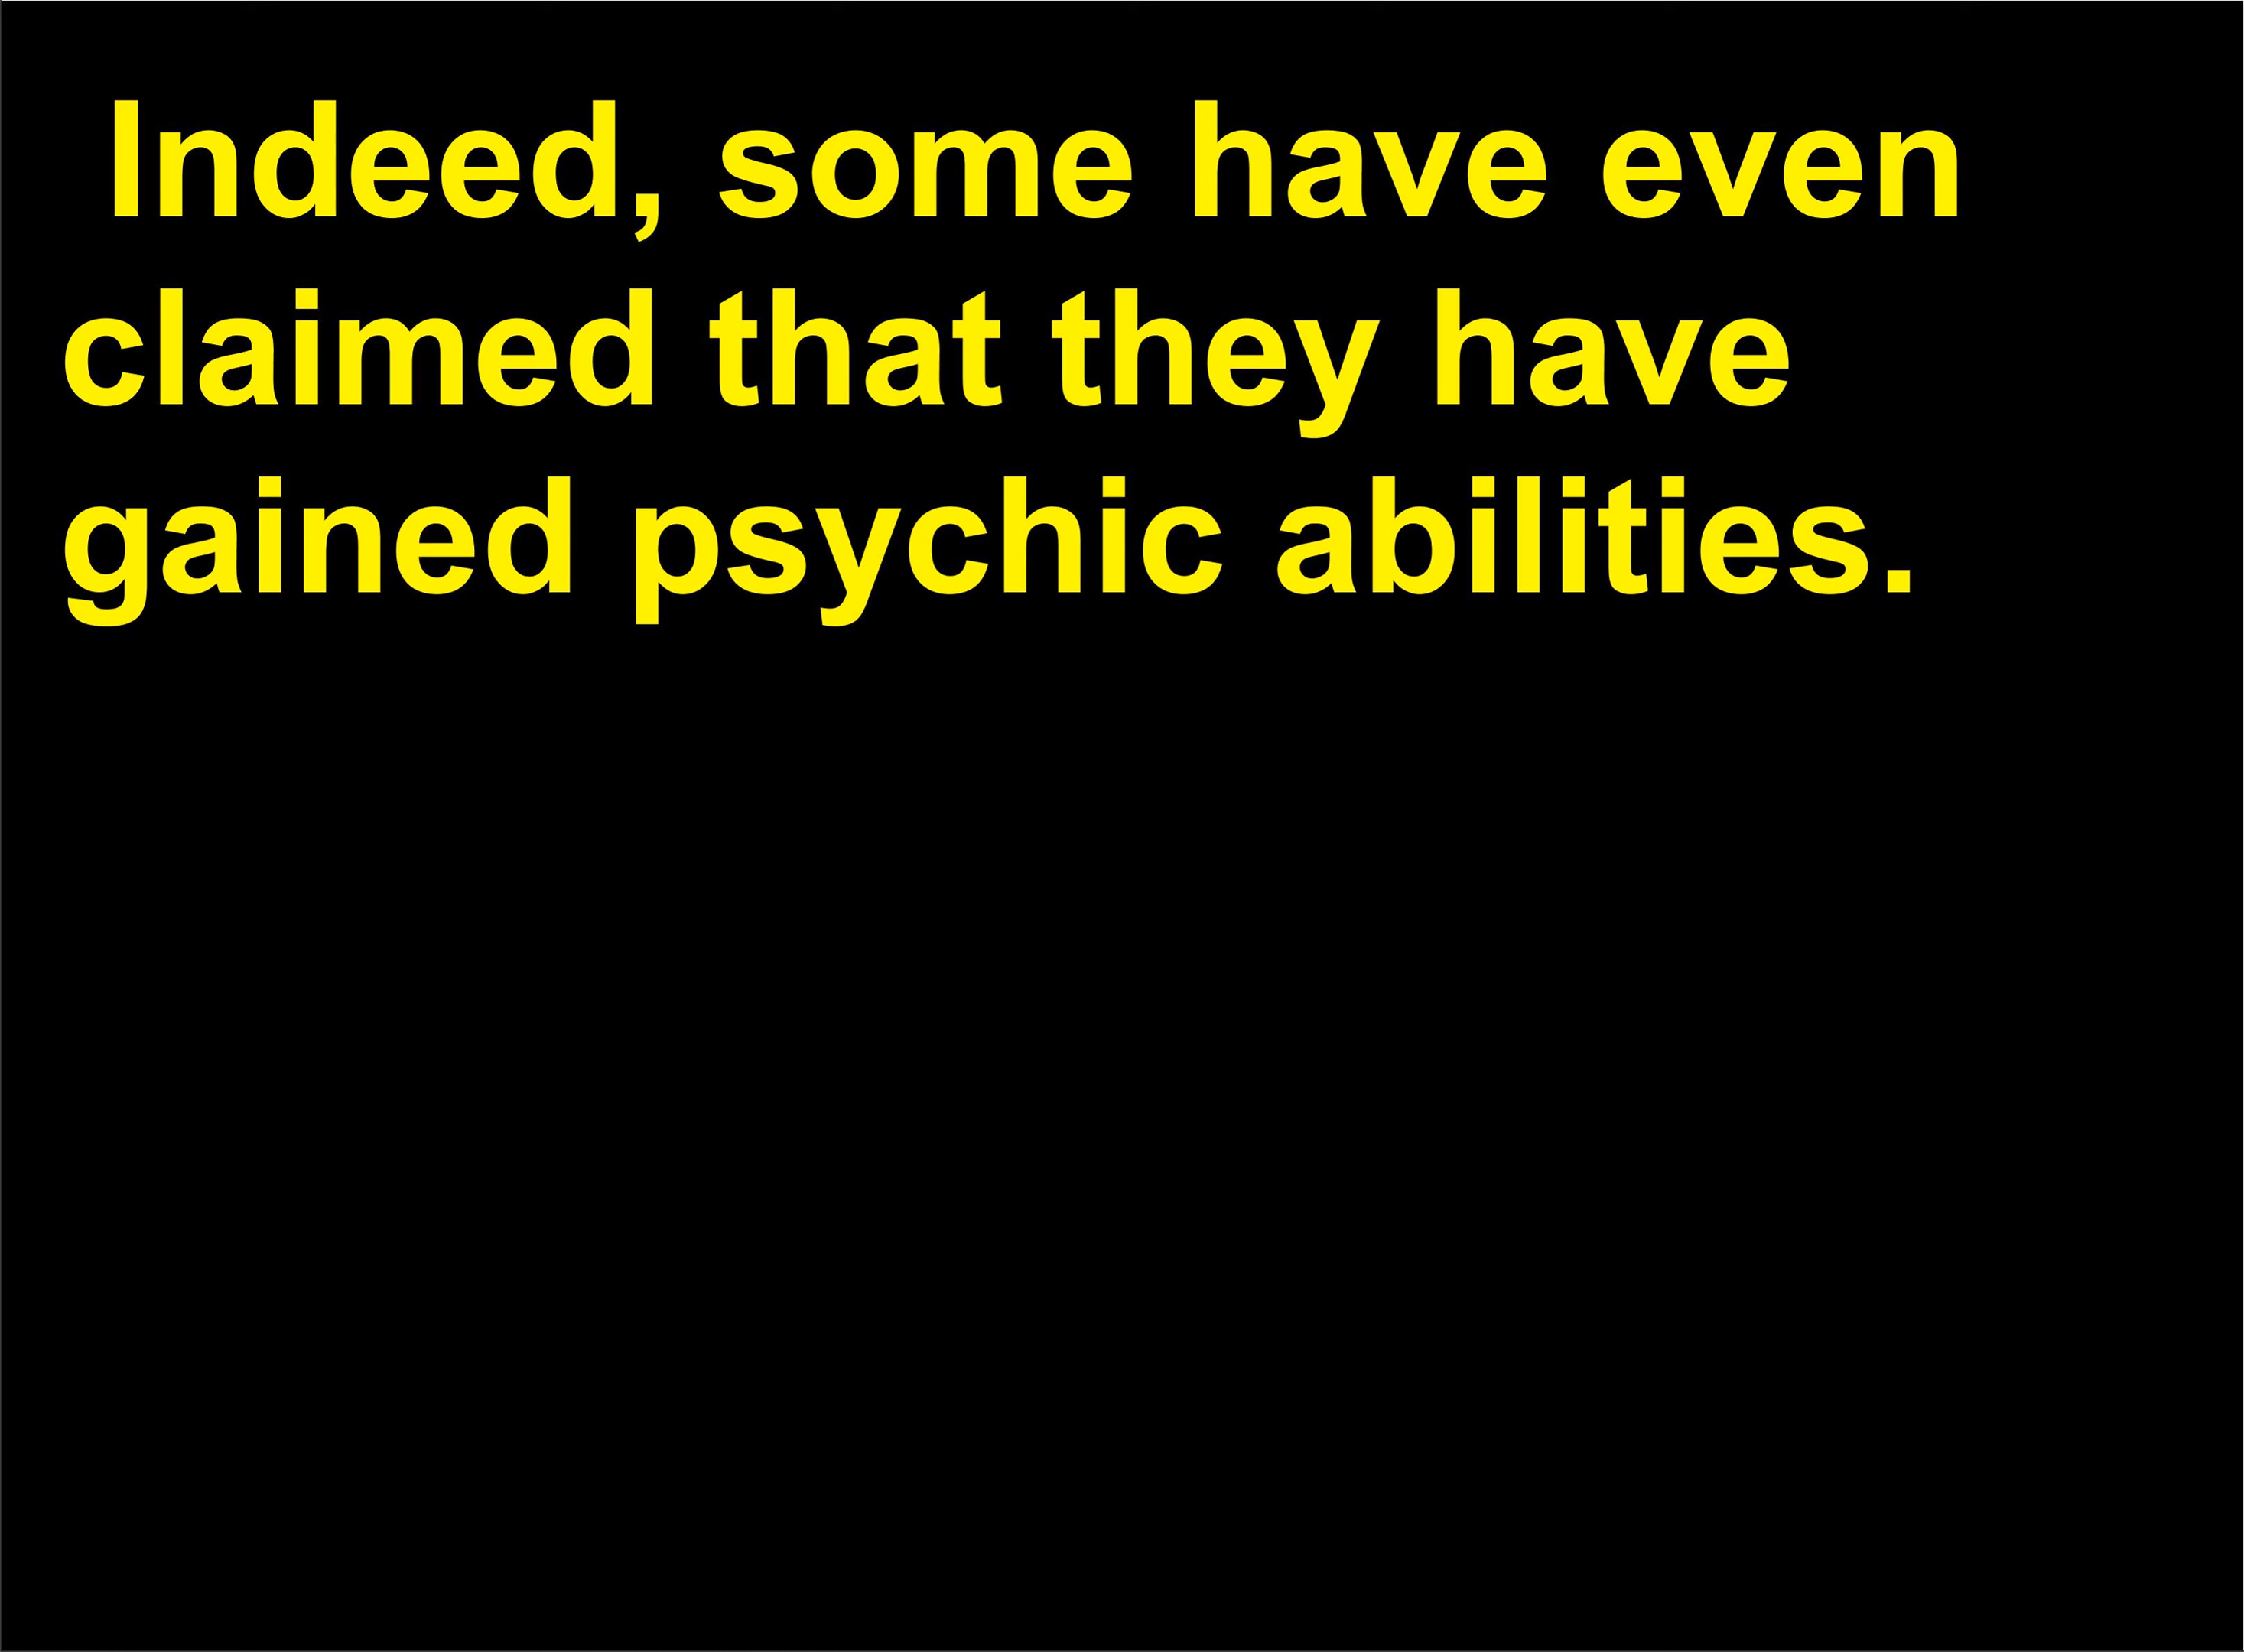 Indeed, some have even
claimed that they have
gained psychic abilities.